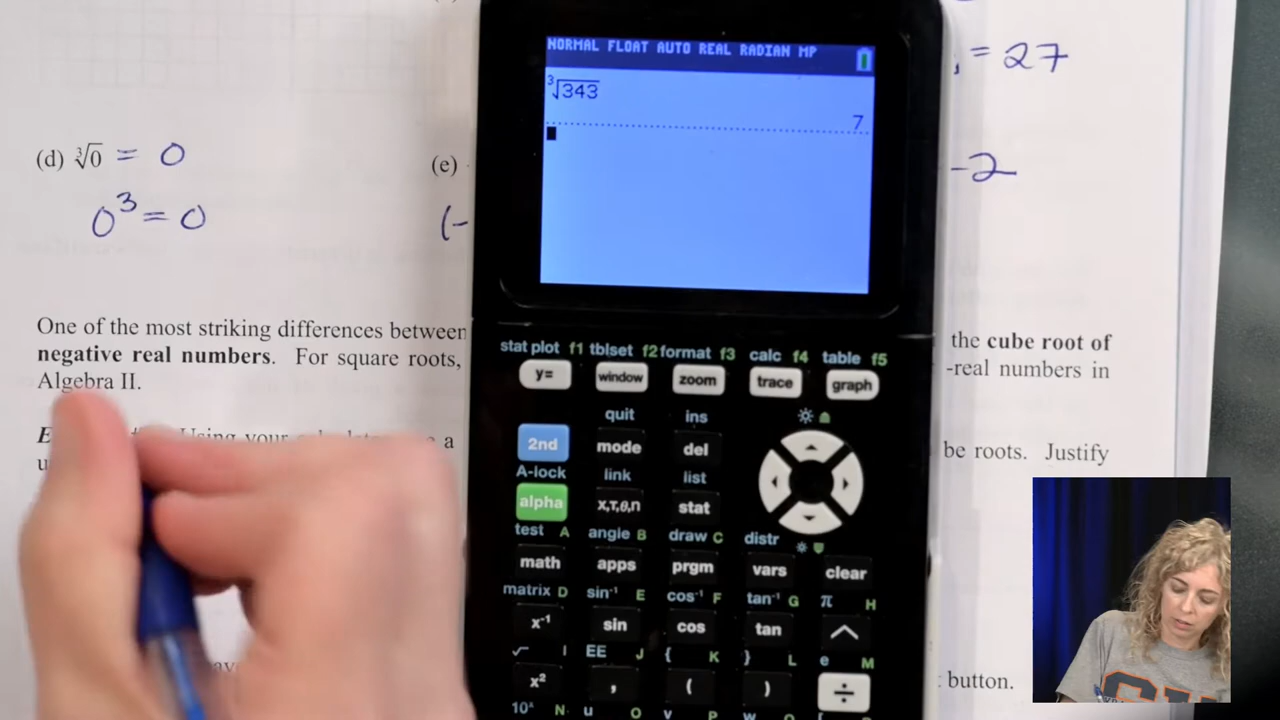 , = 27
(d) ∛0 = 0
(e)
-2
0³ = 0
(-
One of the most striking differences between
the cube root of
negative real numbers. For square roots,
-real numbers in
Algebra II.
Using your
a
be roots. Justify
u
button.
NORMAL FLOAT AUTO REAL RADIAN MP
∛343
7
stat plot f1 tblset f2 format f3 calc f4 table f5
y= window zoom trace graph
quit ins
2nd mode del
A-lock link list
alpha X,T,θ,n stat
test A angle B draw C distr
math apps prgm vars clear
matrix D sin⁻¹ E cos⁻¹ F tan⁻¹ G π H
x⁻¹ sin cos tan ^
√ I EE J { K } L e M
x² , ( ) ÷
10ˣ N u O v P w Q [